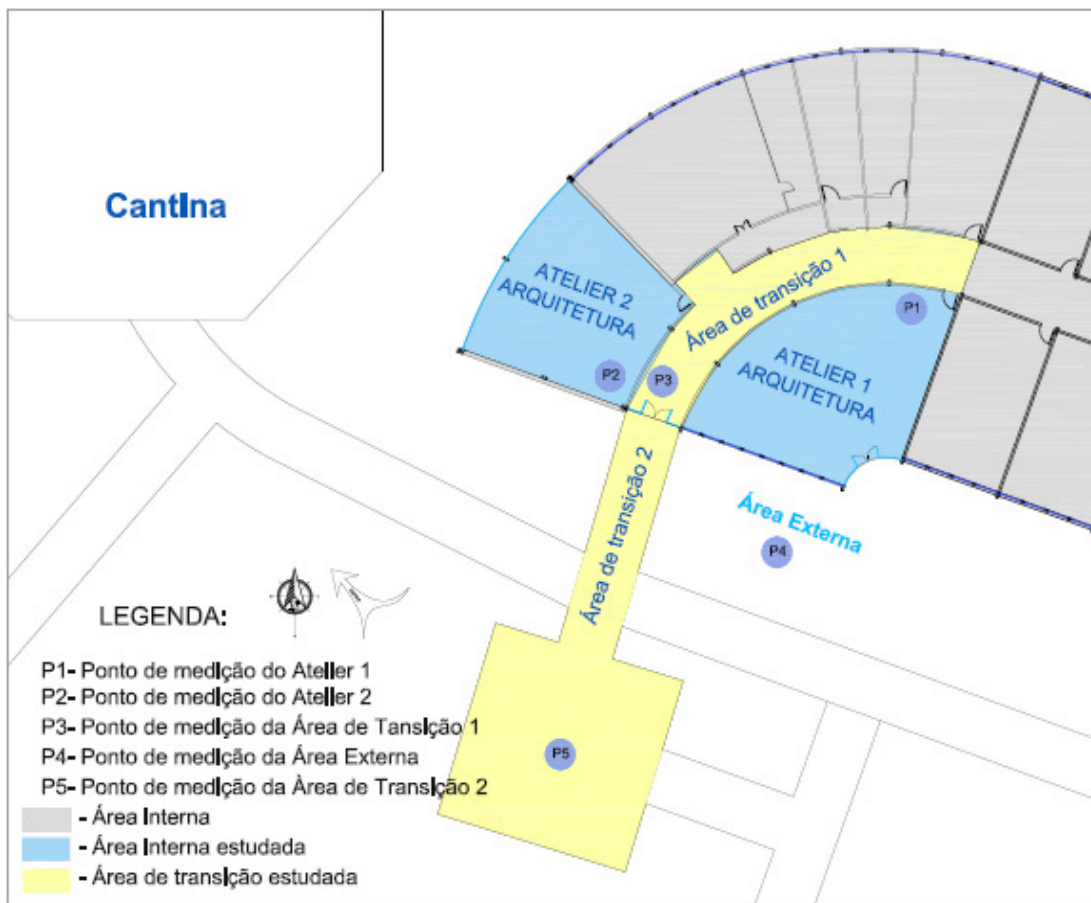 Cantina
ATELIER 2
ARQUITETURA
Área de transição 1
P1
ATELIER 1
ARQUITETURA
P2
P3
Área de transição 2
Área Externa
P4
LEGENDA:
P1- Ponto de medição do Atelier 1
P2- Ponto de medição do Atelier 2
P3- Ponto de medição da Área de Tansição 1
P4- Ponto de medição da Área Externa
P5- Ponto de medição da Àrea de Transição 2
P5
- Área Interna
- Área Interna estudada
- Área de transição estudada